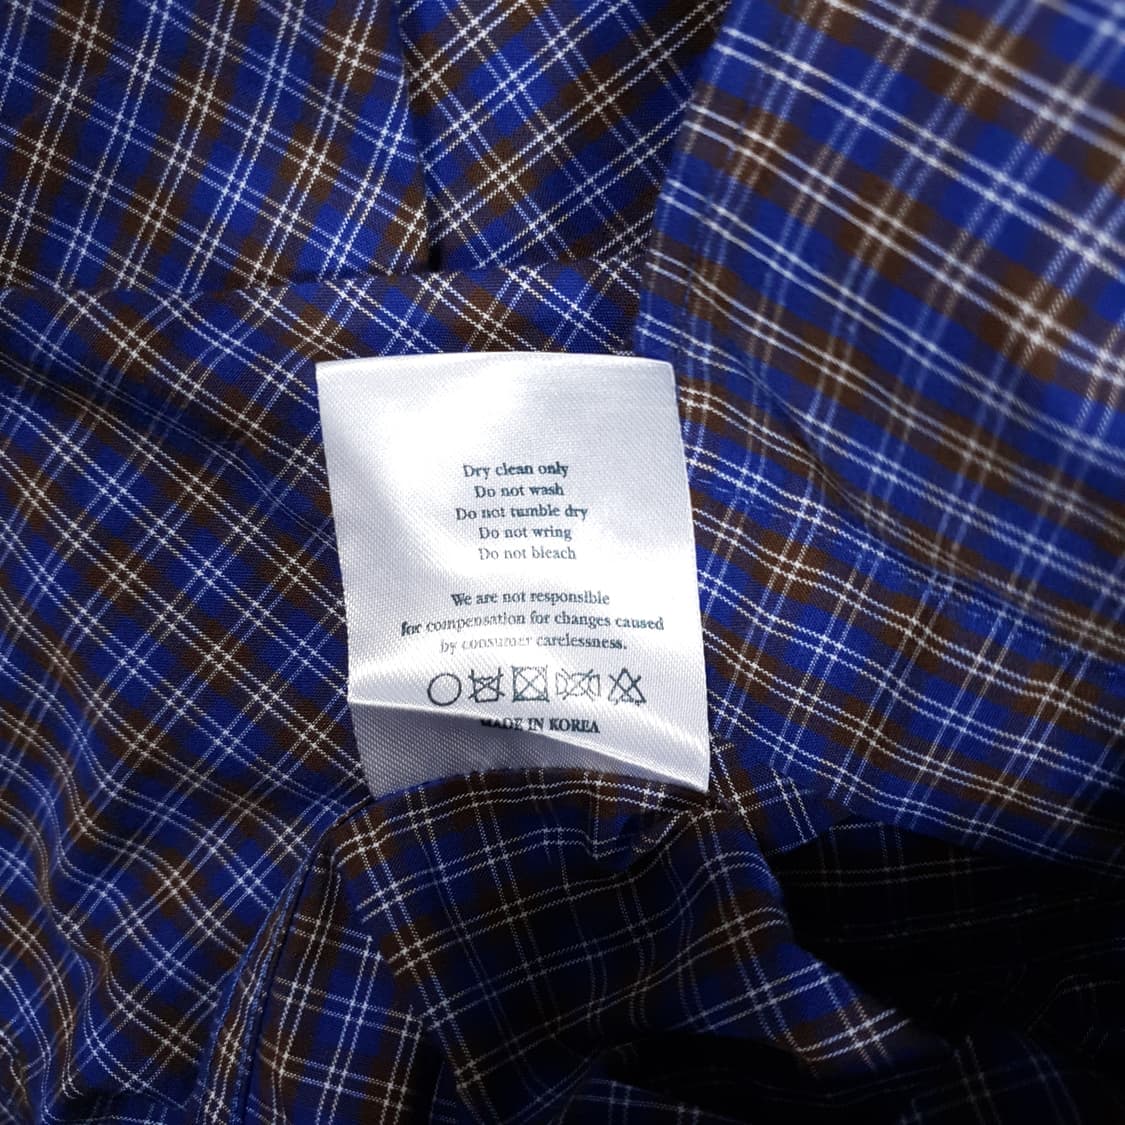 Dry clean only
Do not wash
Do not tumble dry
Do not wring
Do not bleach
We are not responsible
for compensation for changes caused
by consumer carelessness.
MADE IN KOREA